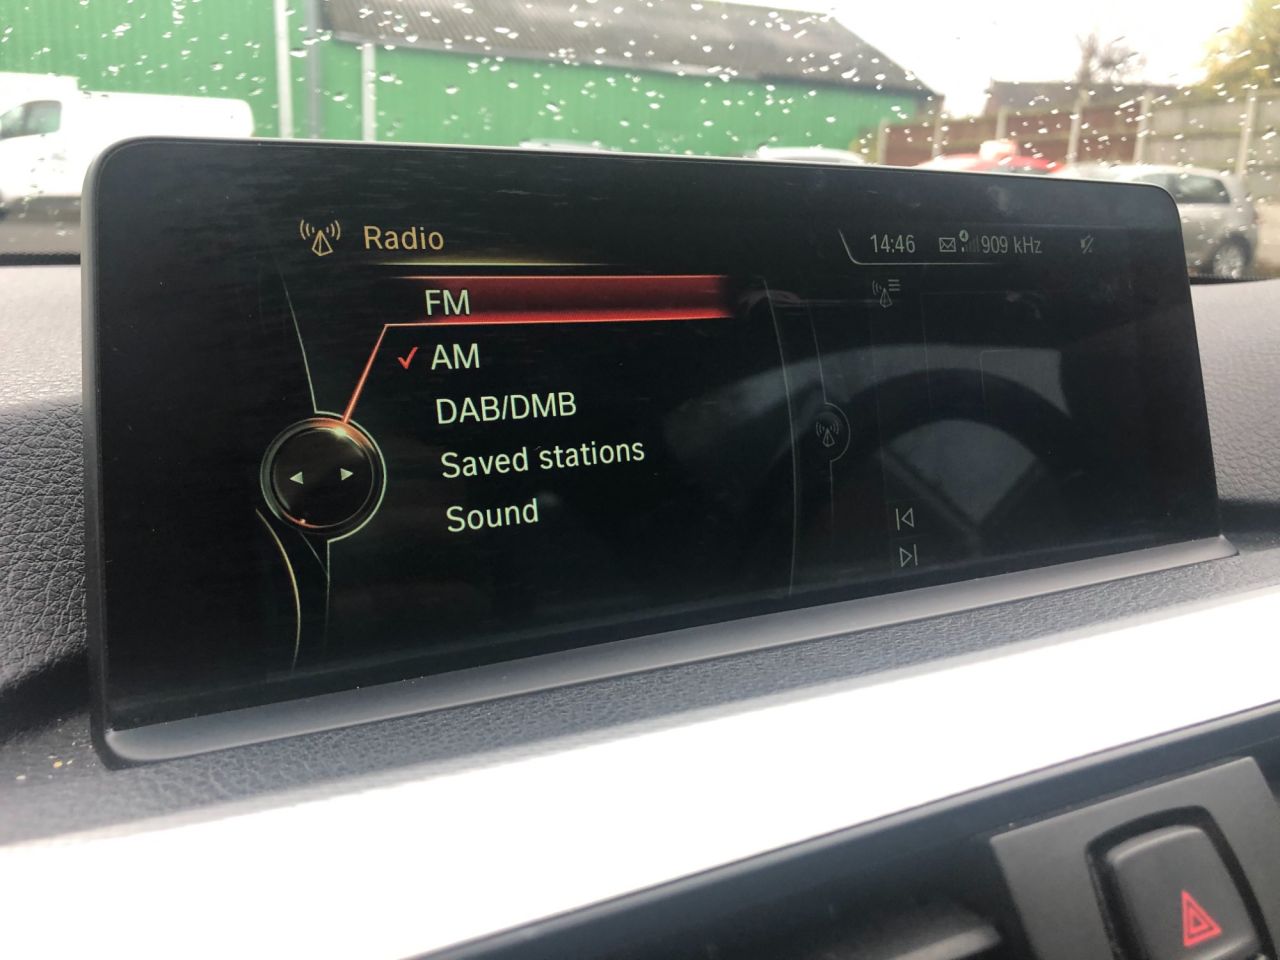 Radio
14:46 909 kHz
FM
AM
DAB/DMB
Saved stations
Sound